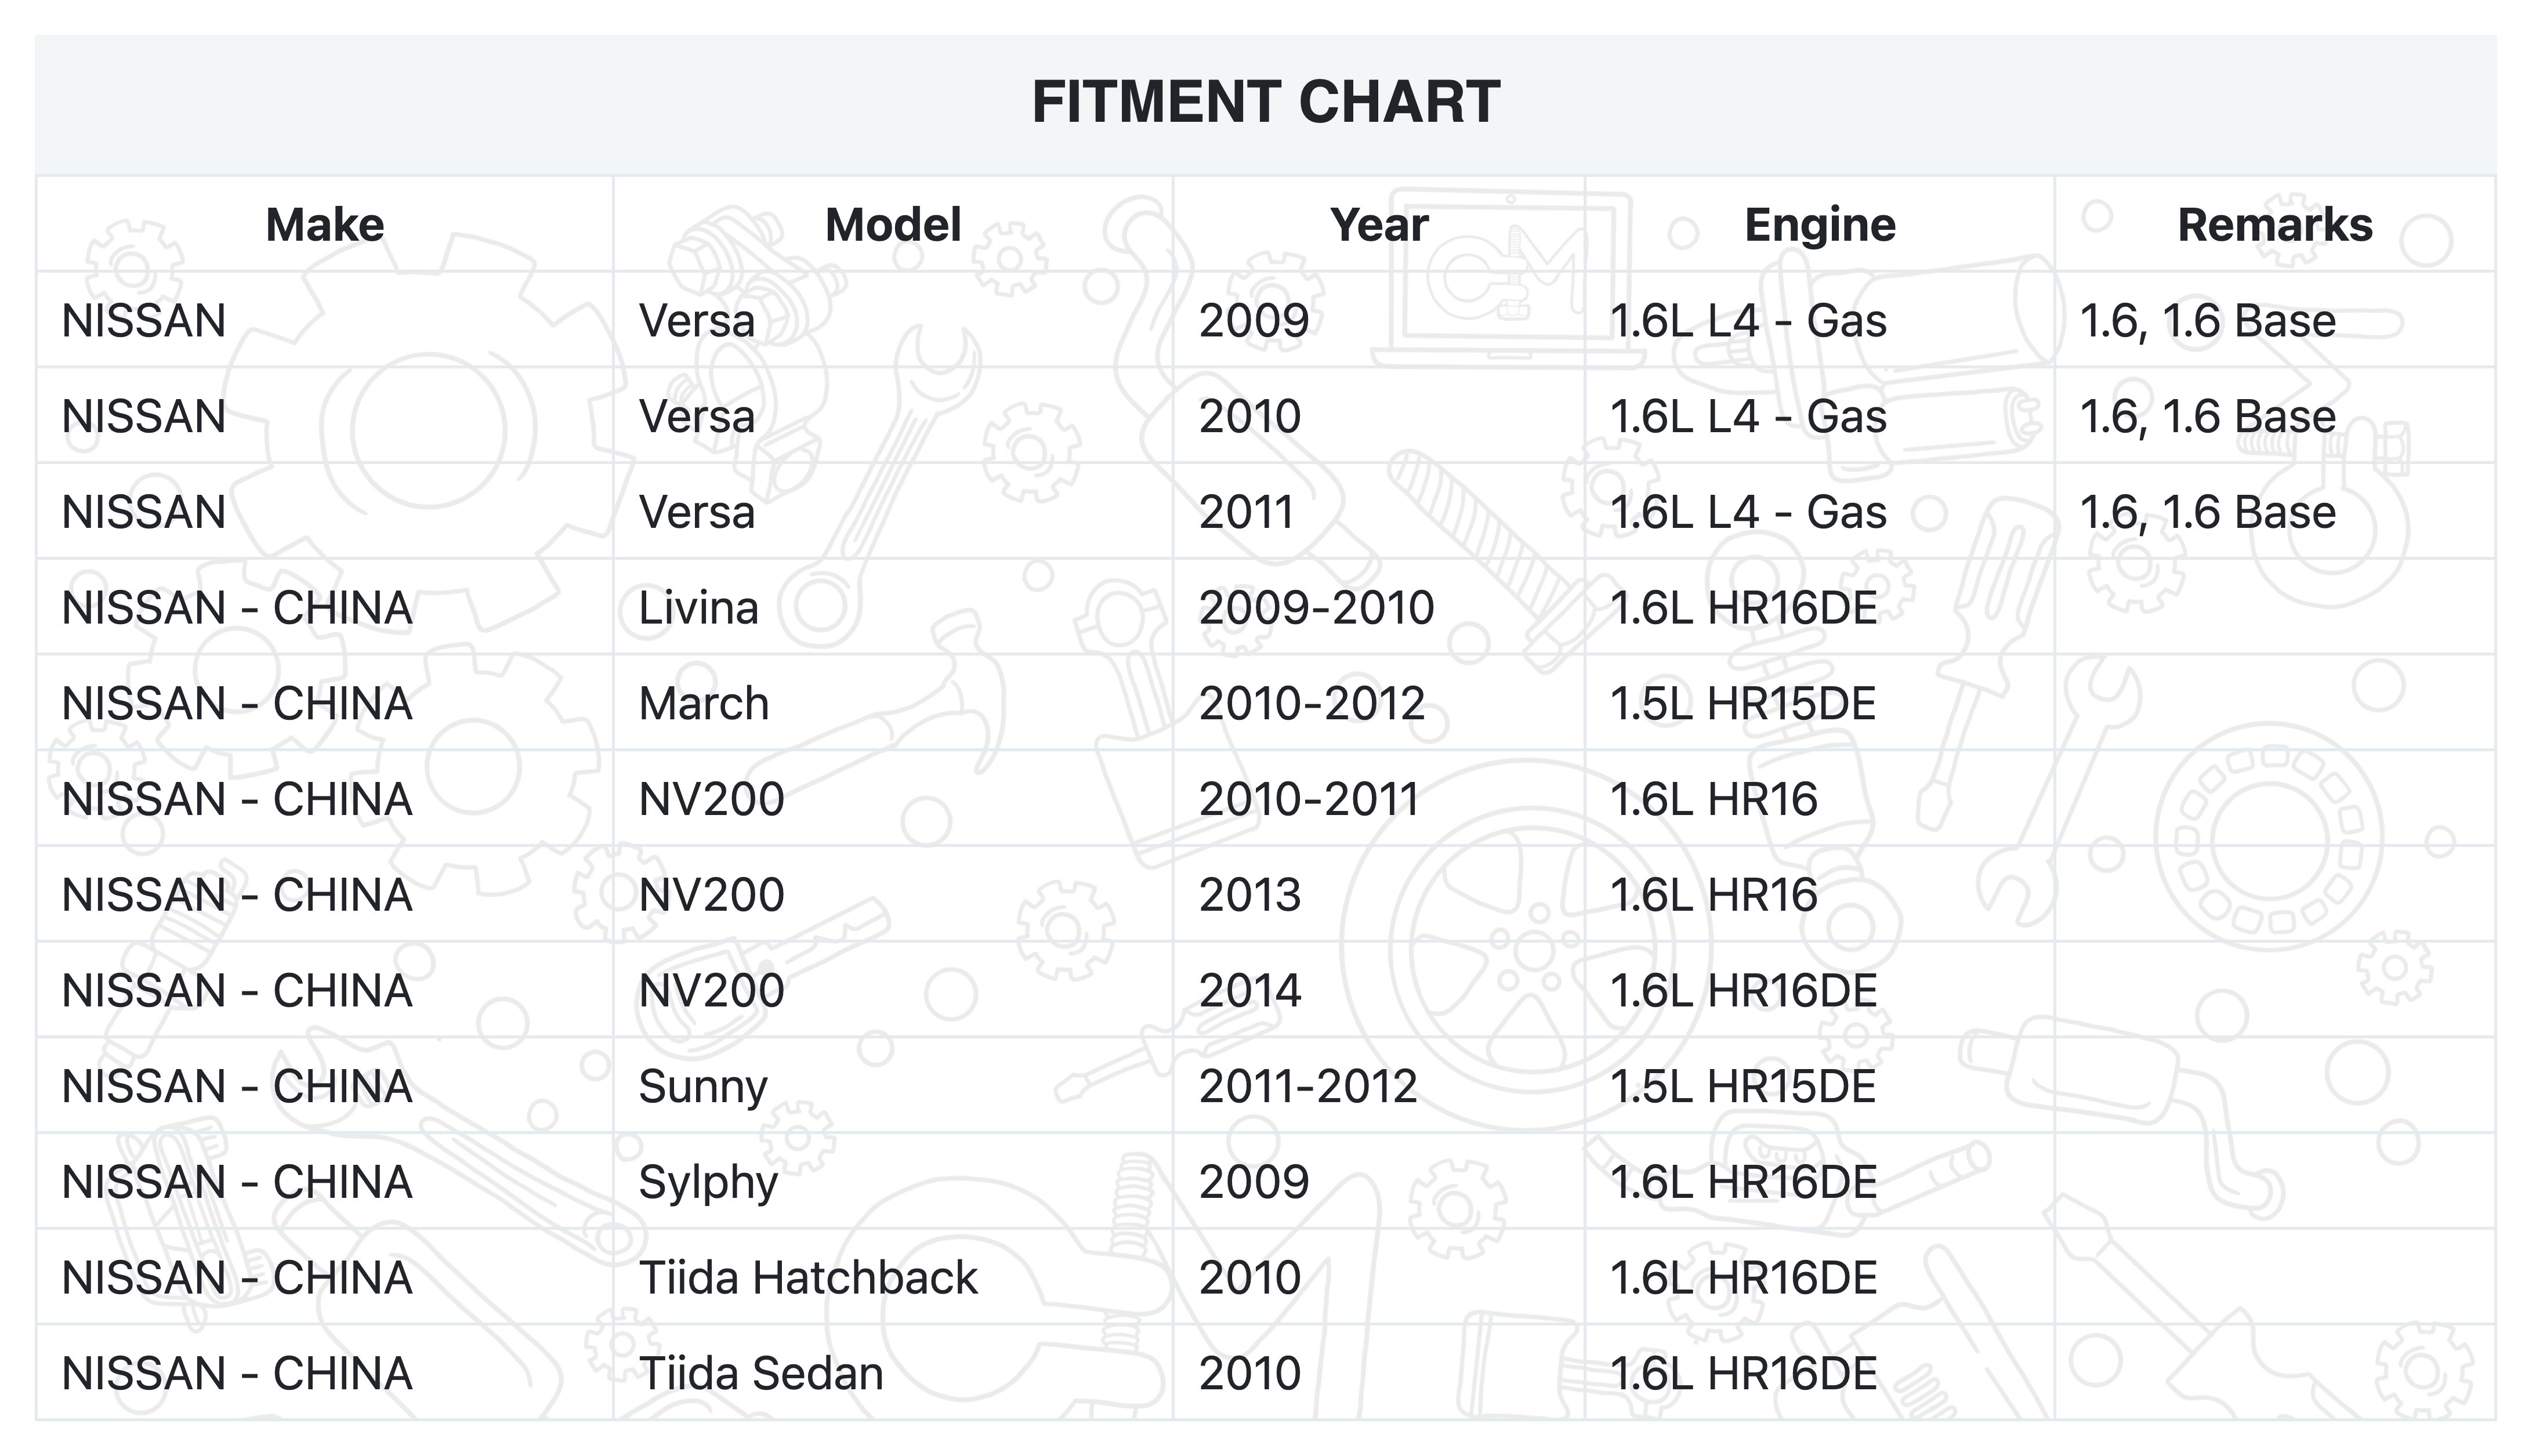 FITMENT CHART
Make Model Year Engine Remarks
NISSAN Versa 2009 1.6L L4 - Gas 1.6, 1.6 Base
NISSAN Versa 2010 1.6L L4 - Gas 1.6, 1.6 Base
NISSAN Versa 2011 1.6L L4 - Gas 1.6, 1.6 Base
NISSAN - CHINA Livina 2009-2010 1.6L HR16DE
NISSAN - CHINA March 2010-2012 1.5L HR15DE
NISSAN - CHINA NV200 2010-2011 1.6L HR16
NISSAN - CHINA NV200 2013 1.6L HR16
NISSAN - CHINA NV200 2014 1.6L HR16DE
NISSAN - CHINA Sunny 2011-2012 1.5L HR15DE
NISSAN - CHINA Sylphy 2009 1.6L HR16DE
NISSAN - CHINA Tiida Hatchback 2010 1.6L HR16DE
NISSAN - CHINA Tiida Sedan 2010 1.6L HR16DE